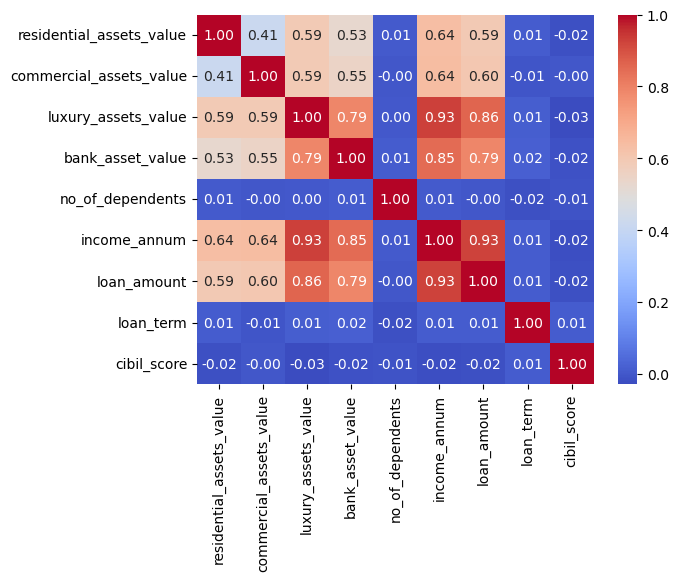 residential_assets_value 1.00 0.41 0.59 0.53 0.01 0.64 0.59 0.01 -0.02
commercial_assets_value 0.41 1.00 0.59 0.55 -0.00 0.64 0.60 -0.01 -0.00
luxury_assets_value 0.59 0.59 1.00 0.79 0.00 0.93 0.86 0.01 -0.03
bank_asset_value 0.53 0.55 0.79 1.00 0.01 0.85 0.79 0.02 -0.02
no_of_dependents 0.01 -0.00 0.00 0.01 1.00 0.01 -0.00 -0.02 -0.01
income_annum 0.64 0.64 0.93 0.85 0.01 1.00 0.93 0.01 -0.02
loan_amount 0.59 0.60 0.86 0.79 -0.00 0.93 1.00 0.01 -0.02
loan_term 0.01 -0.01 0.01 0.02 -0.02 0.01 0.01 1.00 0.01
cibil_score -0.02 -0.00 -0.03 -0.02 -0.01 -0.02 -0.02 0.01 1.00
residential_assets_value
commercial_assets_value
luxury_assets_value
bank_asset_value
no_of_dependents
income_annum
loan_amount
loan_term
cibil_score
1.0
0.8
0.6
0.4
0.2
0.0